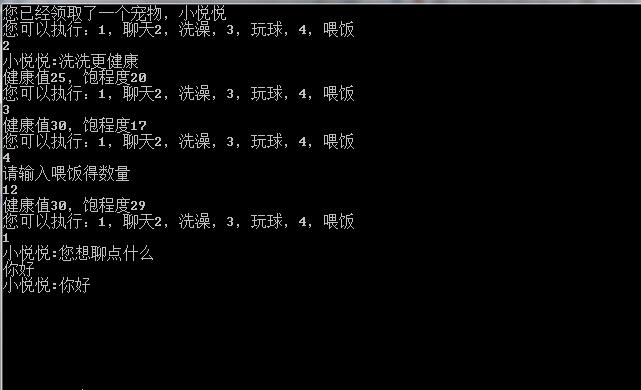 您已经领取了一个宠物，小悦悦
您可以执行：1，聊天2，洗澡，3，玩球，4，喂饭
2
小悦悦:洗洗更健康
健康值25，饱程度20
您可以执行：1，聊天2，洗澡，3，玩球，4，喂饭
3
健康值30，饱程度17
您可以执行：1，聊天2，洗澡，3，玩球，4，喂饭
4
请输入喂饭得数量
12
健康值30，饱程度29
您可以执行：1，聊天2，洗澡，3，玩球，4，喂饭
1
小悦悦:您想聊点什么
你好
小悦悦:你好